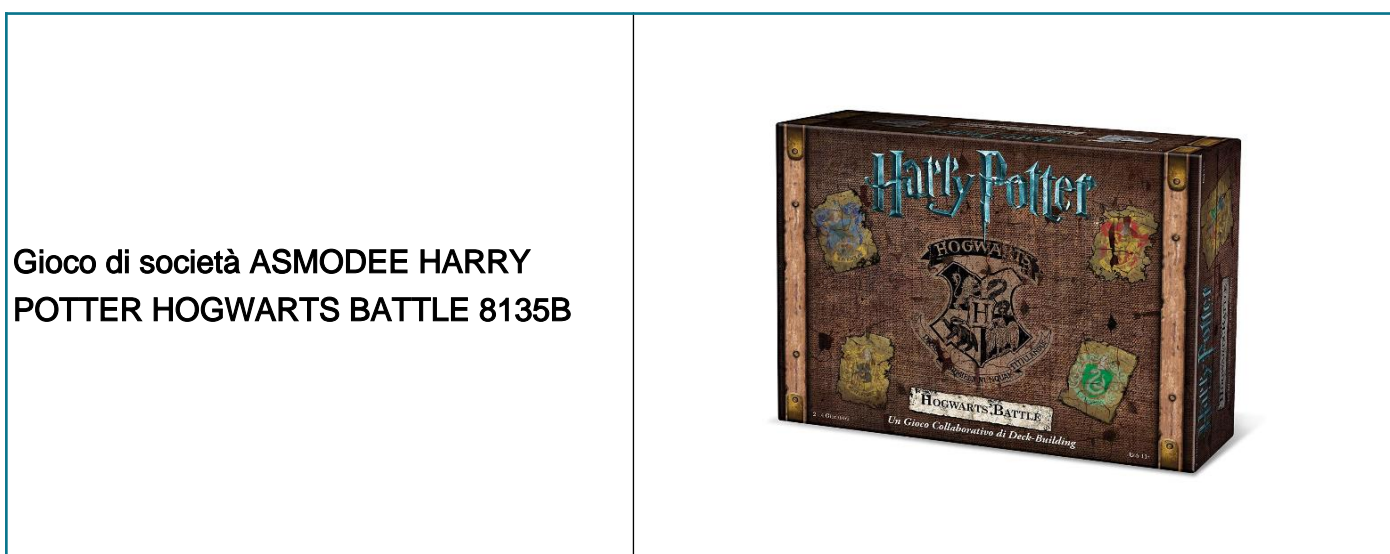 Gioco di società ASMODEE HARRY
POTTER HOGWARTS BATTLE 8135B
Harry Potter
HOGWARTS
H
HOGWARTS BATTLE
Un Gioco Collaborativo di Deck-Building